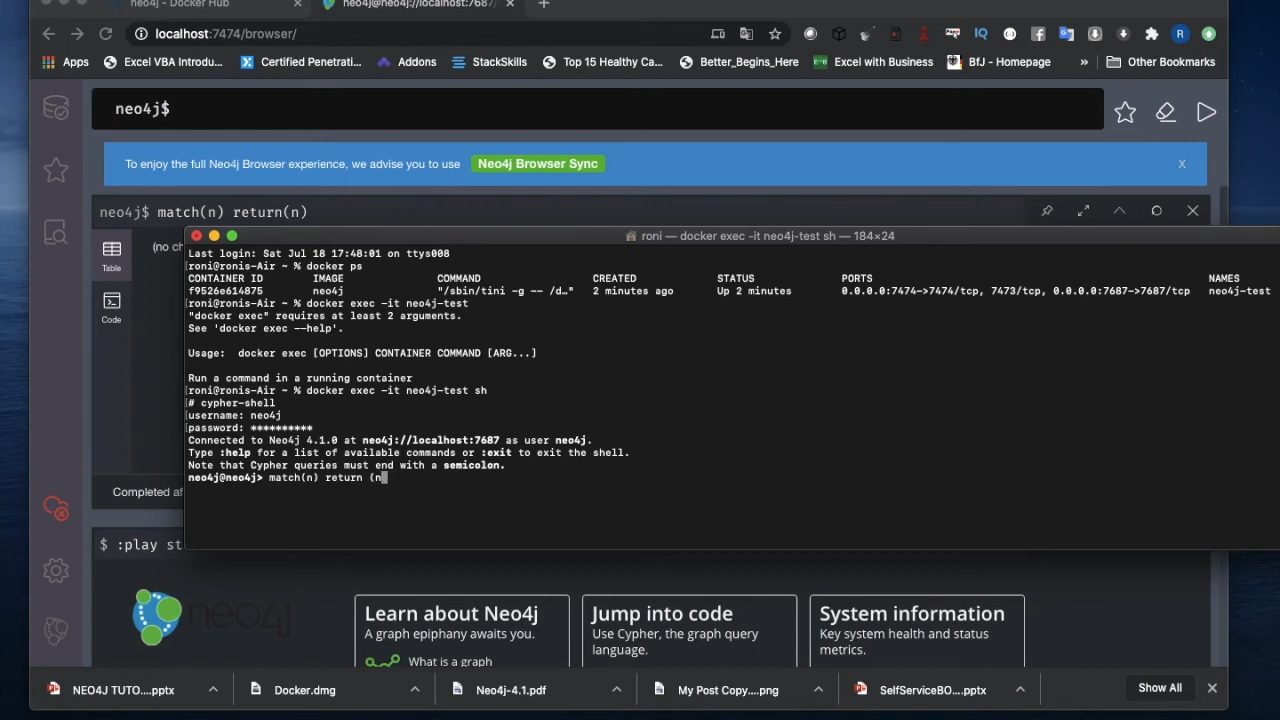 neo4j - Docker Hub
neo4j@neo4j://localhost:7687/
localhost:7474/browser/
R
Apps
Excel VBA Introdu...
Certified Penetrati...
Addons
StackSkills
Top 15 Healthy Ca...
Better_Begins_Here
Excel with Business
BfJ - Homepage
»
Other Bookmarks
neo4j$
To enjoy the full Neo4j Browser experience, we advise you to use Neo4j Browser Sync
X
neo4j$ match(n) return(n)
Table
(no ch
Code
Completed af
roni — docker exec -it neo4j-test sh — 184×24
Last login: Sat Jul 18 17:48:01 on ttys008
[roni@ronis-Air ~ % docker ps
CONTAINER ID IMAGE COMMAND CREATED STATUS PORTS NAMES
f9526e614875 neo4j "/sbin/tini -g -- /d…" 2 minutes ago Up 2 minutes 0.0.0.0:7474->7474/tcp, 7473/tcp, 0.0.0.0:7687->7687/tcp neo4j-test
[roni@ronis-Air ~ % docker exec -it neo4j-test
"docker exec" requires at least 2 arguments.
See 'docker exec --help'.
Usage:  docker exec [OPTIONS] CONTAINER COMMAND [ARG...]
Run a command in a running container
[roni@ronis-Air ~ % docker exec -it neo4j-test sh
[# cypher-shell
[username: neo4j
[password: **********
Connected to Neo4j 4.1.0 at neo4j://localhost:7687 as user neo4j.
Type :help for a list of available commands or :exit to exit the shell.
Note that Cypher queries must end with a semicolon.
neo4j@neo4j> match(n) return (n
$ :play st
neo4j
Learn about Neo4j
A graph epiphany awaits you.
What is a graph
Jump into code
Use Cypher, the graph query
language.
System information
Key system health and status
metrics.
NEO4J TUTO....pptx
Docker.dmg
Neo4j-4.1.pdf
My Post Copy....png
SelfServiceBO....pptx
Show All